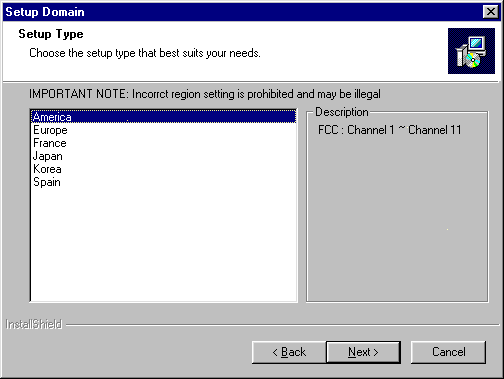 Setup Domain
Setup Type
Choose the setup type that best suits your needs.
IMPORTANT NOTE: Incorrct region setting is prohibited and may be illegal
America
Europe
France
Japan
Korea
Spain
Description
FCC : Channel 1 ~ Channel 11
InstallShield
< Back
Next >
Cancel